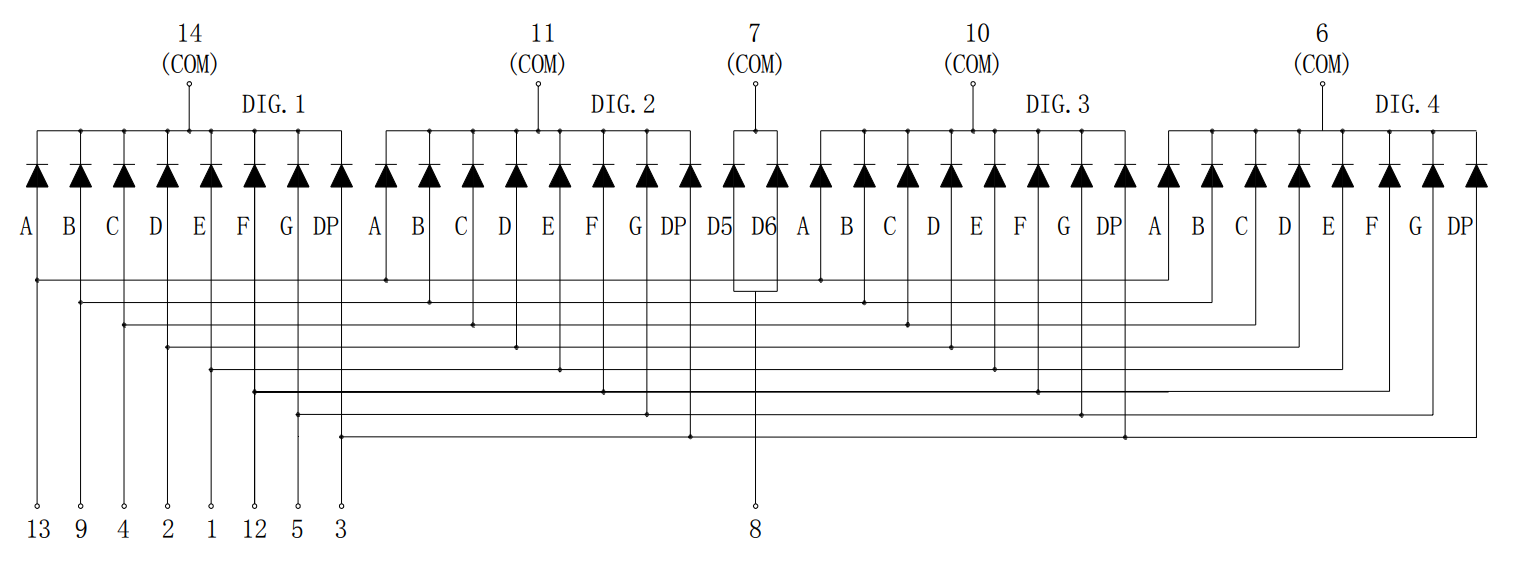 14 11 7 10 6
(COM) (COM) (COM) (COM) (COM)
DIG.1 DIG.2 DIG.3 DIG.4
A B C D E F G DP A B C D E F G DP D5 D6 A B C D E F G DP A B C D E F G DP
13 9 4 2 1 12 5 3 8